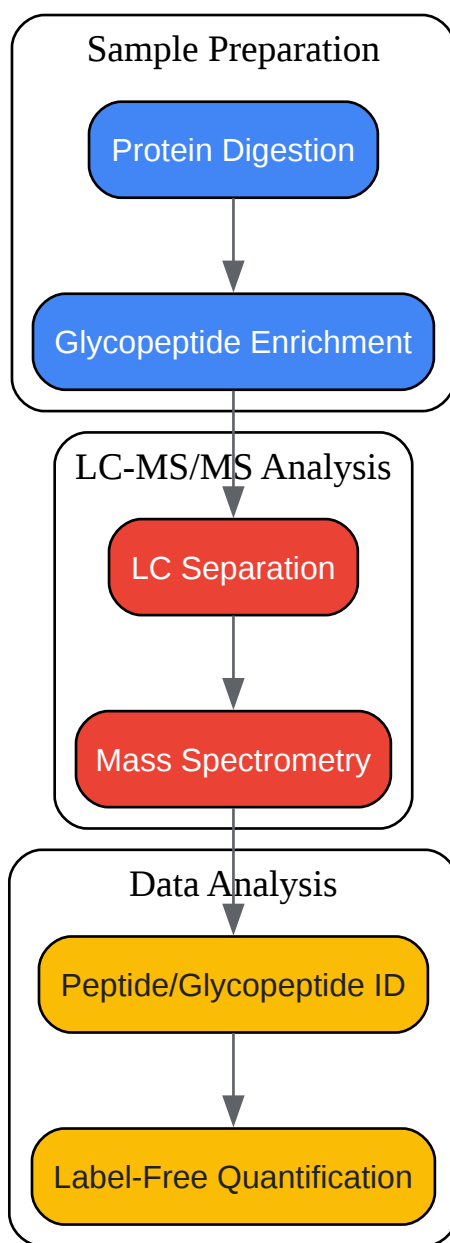 Sample Preparation
Protein Digestion
Glycopeptide Enrichment
LC-MS/MS Analysis
LC Separation
Mass Spectrometry
Data Analysis
Peptide/Glycopeptide ID
Label-Free Quantification